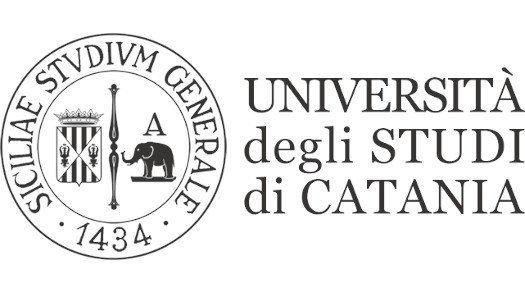 SICILIAE STVDIVM GENERALE
· 1434 ·
A
UNIVERSITÀ
degli STUDI
di CATANIA